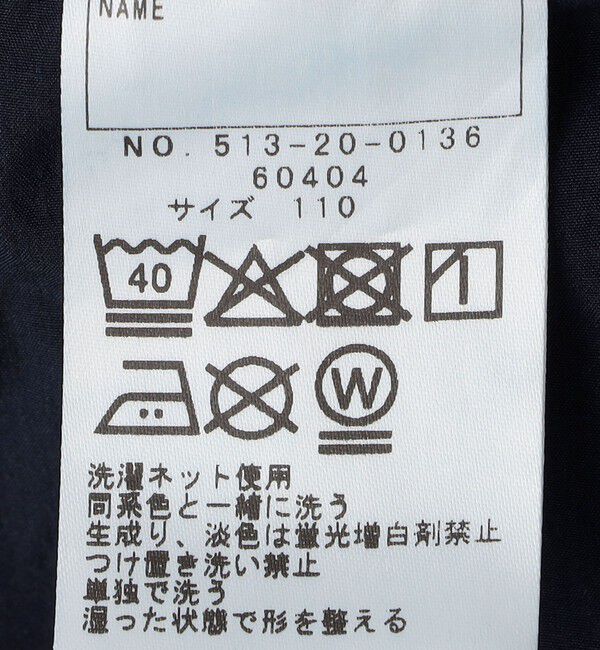 NAME
NO. 513-20-0136
60404
サイズ 110
40
W
洗濯ネット使用
同系色と一緒に洗う
生成り、淡色は蛍光増白剤禁止
つけ置き洗い禁止
単独で洗う
湿った状態で形を整える